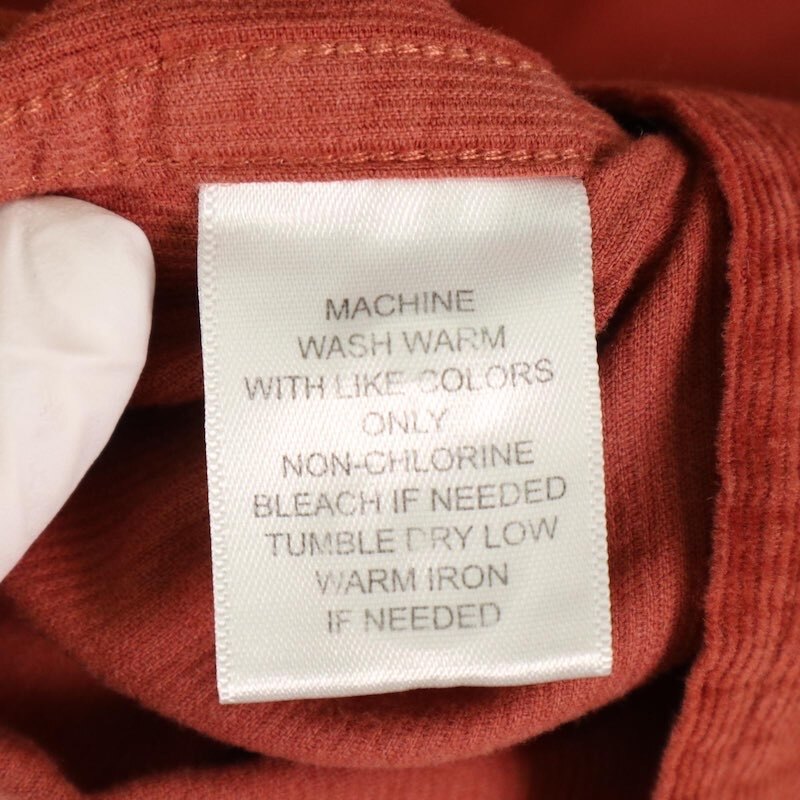 MACHINE
WASH WARM
WITH LIKE COLORS
ONLY
NON-CHLORINE
BLEACH IF NEEDED
TUMBLE DRY LOW
WARM IRON
IF NEEDED